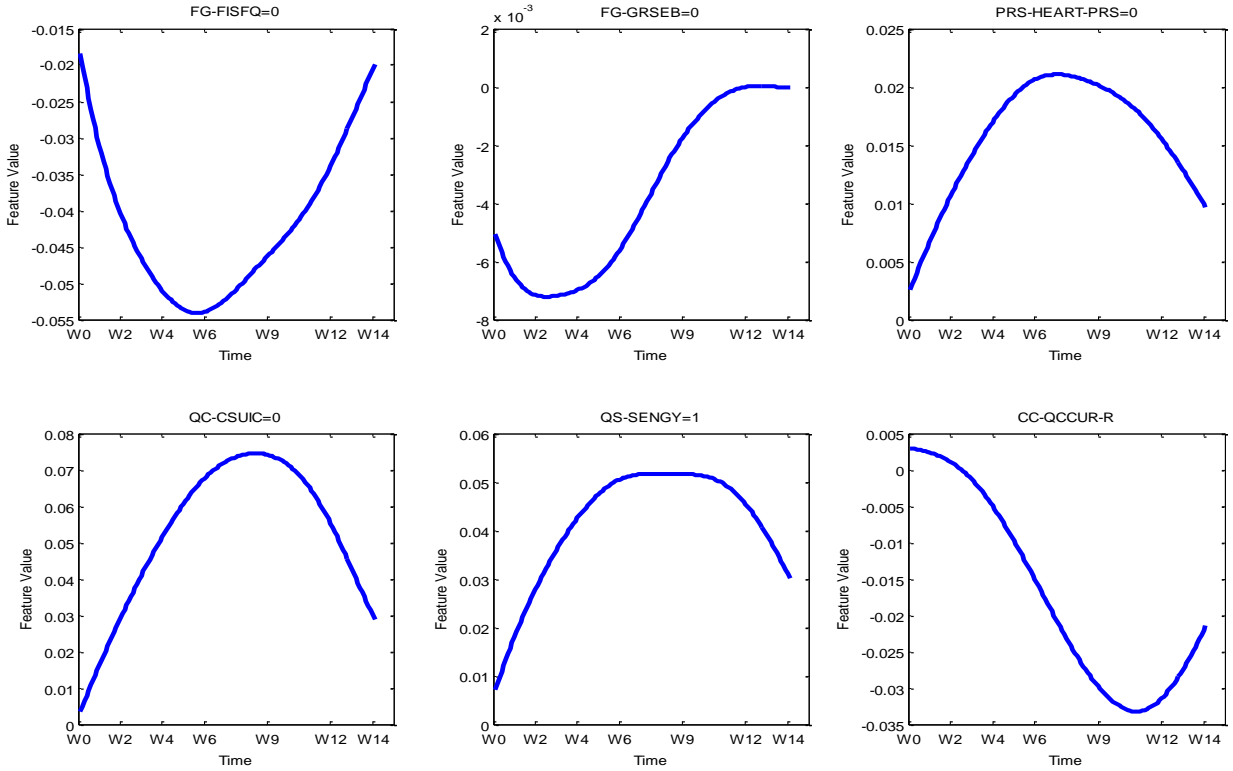 FG-FISFQ=0
-0.015
-0.02
-0.025
-0.03
-0.035
-0.04
-0.045
-0.05
-0.055
Feature Value
W0 W2 W4 W6 W9 W12 W14
Time
FG-GRSEB=0
x 10⁻³
2
0
-2
-4
-6
-8
Feature Value
W0 W2 W4 W6 W9 W12 W14
Time
PRS-HEART-PRS=0
0.025
0.02
0.015
0.01
0.005
0
Feature Value
W0 W2 W4 W6 W9 W12 W14
Time
QC-CSUIC=0
0.08
0.07
0.06
0.05
0.04
0.03
0.02
0.01
0
Feature Value
W0 W2 W4 W6 W9 W12 W14
Time
QS-SENGY=1
0.06
0.05
0.04
0.03
0.02
0.01
0
Feature Value
W0 W2 W4 W6 W9 W12 W14
Time
CC-QCCUR-R
0.005
0
-0.005
-0.01
-0.015
-0.02
-0.025
-0.03
-0.035
Feature Value
W0 W2 W4 W6 W9 W12 W14
Time